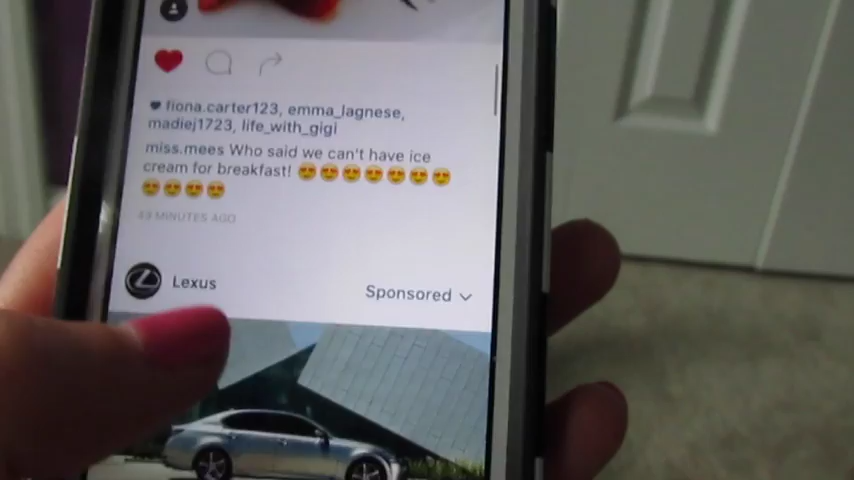 fiona.carter123, emma_lagnese,
madiej1723, life_with_gigi
miss.mees Who said we can't have ice
cream for breakfast! 😍😍😍😍😍😍😍
😍😍😍😍
43 MINUTES AGO
Lexus
Sponsored